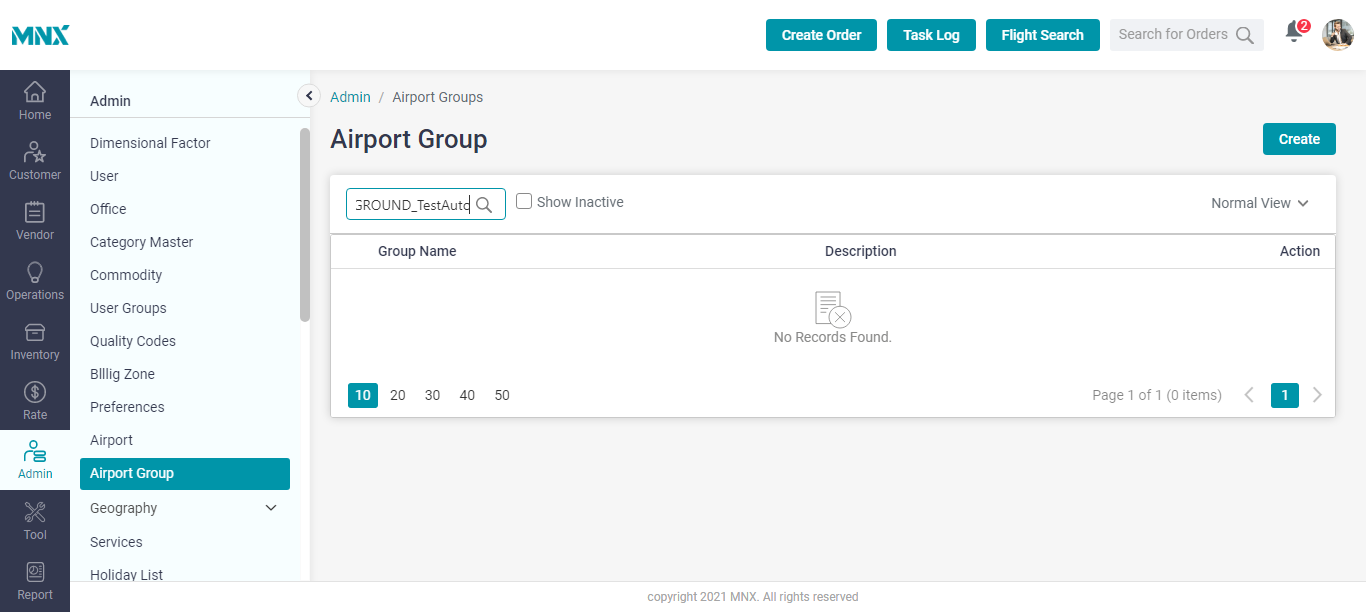 MNX
Create Order
Task Log
Flight Search
Search for Orders
2
Home
Customer
Vendor
Operations
Inventory
Rate
Admin
Tool
Report
Admin
Dimensional Factor
User
Office
Category Master
Commodity
User Groups
Quality Codes
Blllig Zone
Preferences
Airport
Airport Group
Geography
Services
Holiday List
Admin / Airport Groups
Airport Group
Create
GROUND_TestAuto
Show Inactive
Normal View
Group Name Description Action
No Records Found.
10 20 30 40 50
Page 1 of 1 (0 items)
1
copyright 2021 MNX. All rights reserved